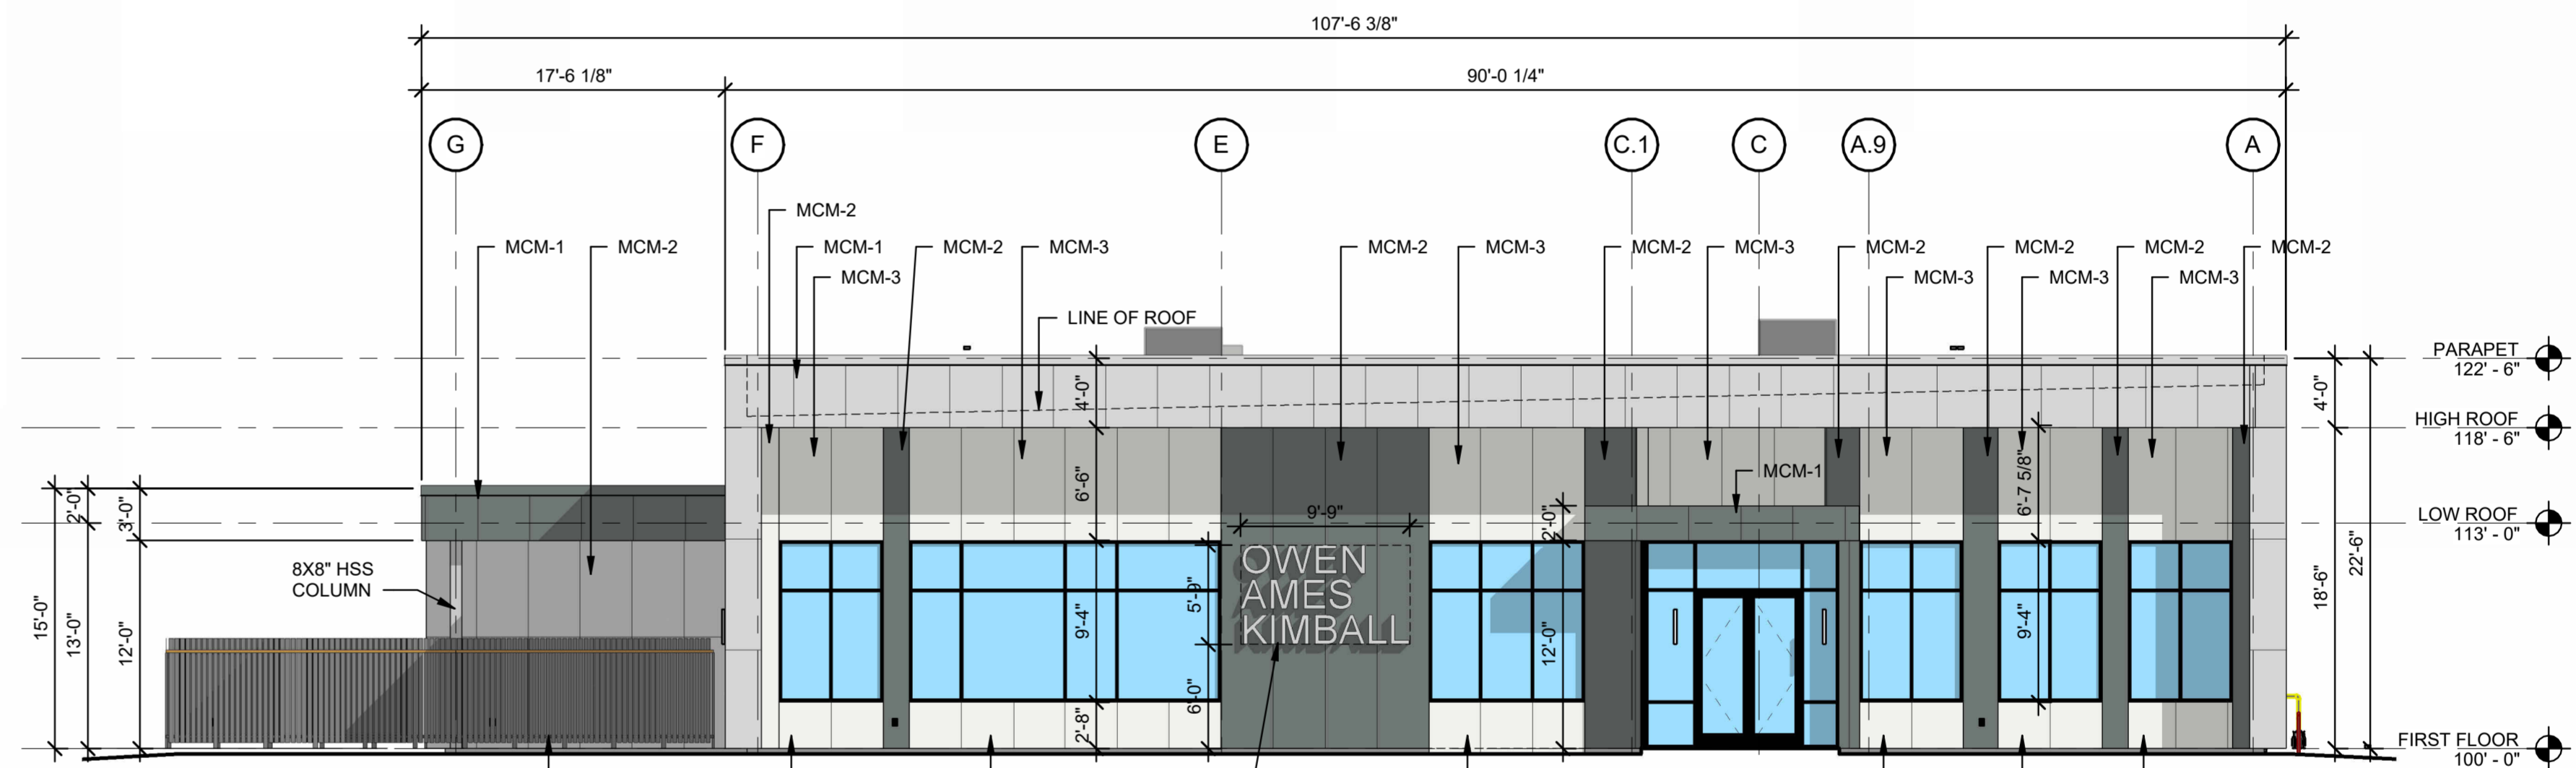 107'-6 3/8"
17'-6 1/8"
90'-0 1/4"
G
F
E
C.1
C
A.9
A
MCM-2
MCM-1
MCM-2
MCM-1
MCM-2
MCM-3
MCM-2
MCM-3
MCM-2
MCM-3
MCM-2
MCM-2
MCM-2
MCM-2
MCM-3
MCM-3
MCM-3
MCM-3
LINE OF ROOF
PARAPET
122' - 6"
4'-0"
4'-0"
HIGH ROOF
118' - 6"
MCM-1
6'-6"
6'-7 5/8"
2'-0"
3'-0"
9'-9"
2'-0"
LOW ROOF
113' - 0"
22'-6"
8X8" HSS
COLUMN
OWEN
AMES
KIMBALL
15'-0"
13'-0"
12'-0"
9'-4"
5'-9"
12'-0"
9'-4"
18'-6"
6'-0"
2'-8"
FIRST FLOOR
100' - 0"